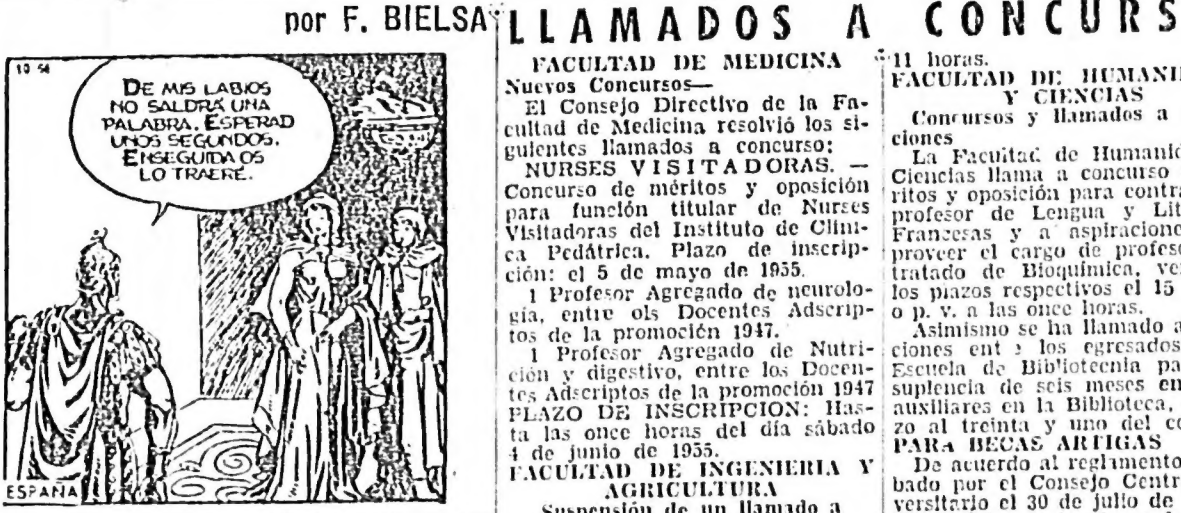 por F. BIELSA
10-54
DE MIS LABIOS
NO SALDRÁ UNA
PALABRA. ESPERAD
UNOS SEGUNDOS.
ENSEGUIDA OS
LO TRAERÉ.
ESPAÑA
LLAMADOS A CONCURS
FACULTAD DE MEDICINA
Nuevos Concursos—
El Consejo Directivo de la Fa-
cultad de Medicina resolvió los si-
guientes llamados a concurso:
NURSES VISITADORAS. —
Concurso de méritos y oposición
para función titular de Nurses
Visitadoras del Instituto de Clíni-
ca Pedátrica. Plazo de inscrip-
ción: el 5 de mayo de 1955.
1 Profesor Agregado de neurolo-
gía, entre ols Docentes Adscrip-
tos de la promoción 1947.
1 Profesor Agregado de Nutri-
ción y digestivo, entre los Docen-
tes Adscriptos de la promoción 1947
PLAZO DE INSCRIPCION: Has-
ta las once horas del día sábado
4 de junio de 1955.
FACULTAD DE INGENIERIA Y
AGRICULTURA
Suspensión de un llamado a
11 horas.
FACULTAD DE HUMANI
Y CIENCIAS
Concursos y llamados a
ciones
La Facultad de Humanid
Ciencias llama a concurso
ritos y oposición para contra
profesor de Lengua y Lit
Francesas y a aspiracione
proveer el cargo de profeso
tratado de Bioquímica, ve
los plazos respectivos el 15
o p. v. a las once horas.
Asimismo se ha llamado a
ciones ent e los egresados
Escuela de Bibliotecnia pa
suplencia de seis meses en
auxiliares en la Biblioteca,
zo al treinta y uno del co
PARA BECAS ARTIGAS
De acuerdo al reglamento
bado por el Consejo Centr
versitario el 30 de julio de